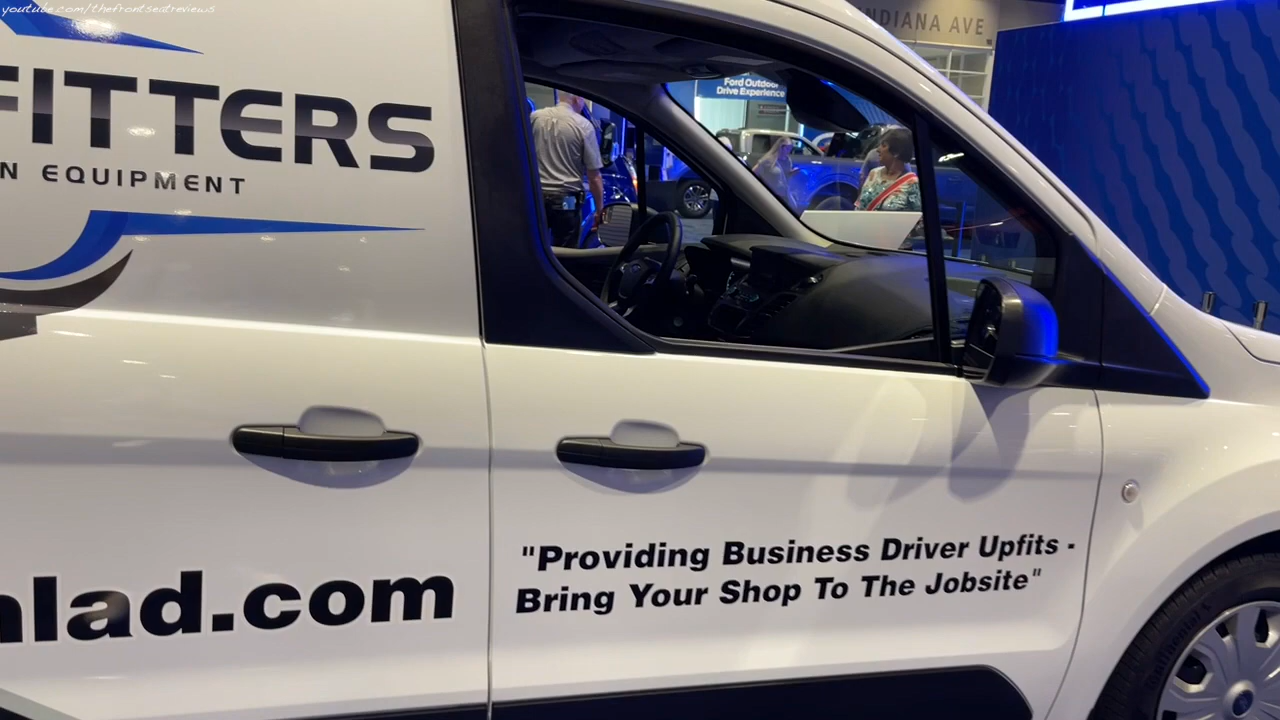 youtube.com/thefrontseatreviews
INDIANA AVE
Ford Outdoor
Drive Experience
FITTERS
N EQUIPMENT
"Providing Business Driver Upfits -
Bring Your Shop To The Jobsite"
nlad.com